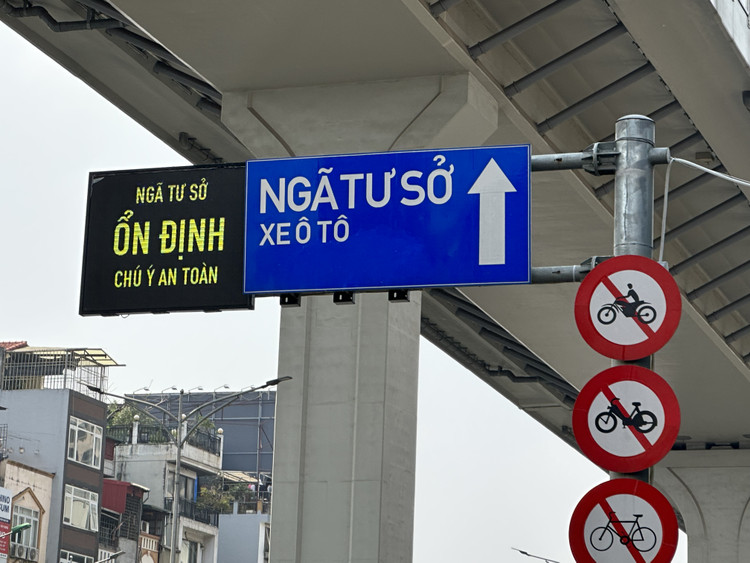 NGÃ TƯ SỞ
ỔN ĐỊNH
CHÚ Ý AN TOÀN
NGÃ TƯ SỞ
XE Ô TÔ